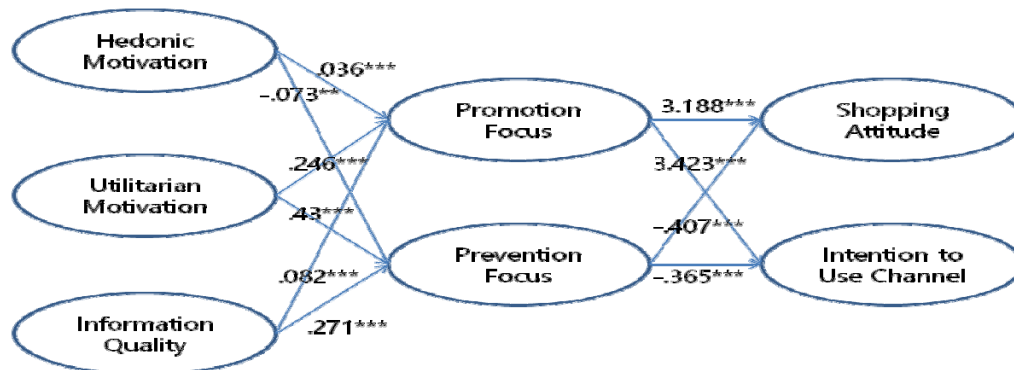 Hedonic
Motivation
.036***
-.073**
Promotion
Focus
3.188***
Shopping
Attitude
.246***
3.423***
Utilitarian
Motivation
.43***
-.407***
Prevention
Focus
Intention to
Use Channel
.082***
-.365***
Information
Quality
.271***